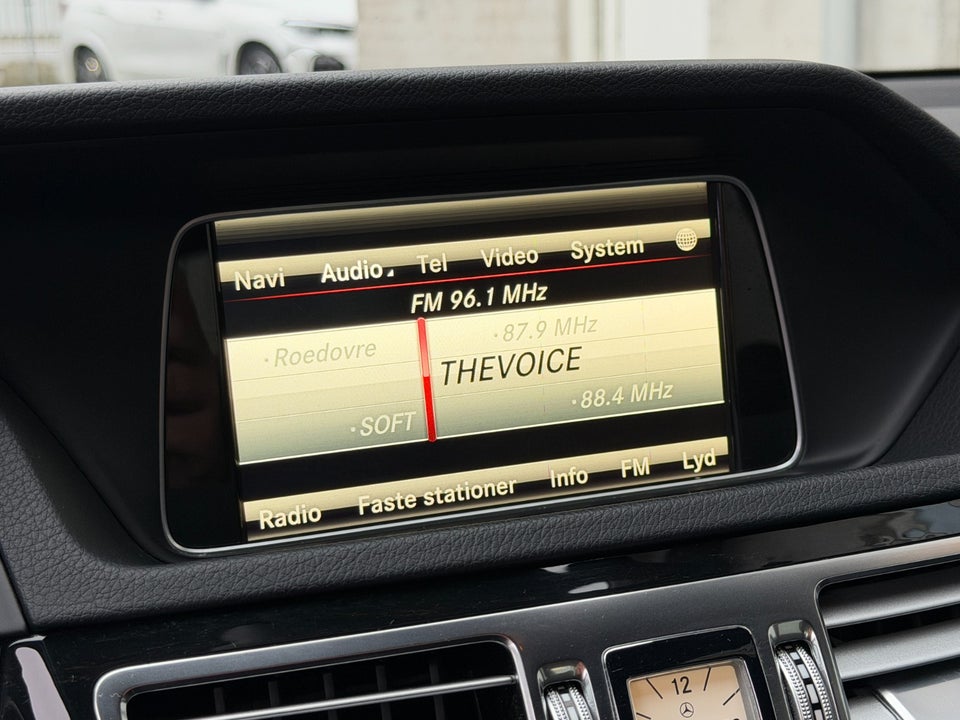 Navi Audio Tel Video System
FM 96.1 MHz
·Roedovre ·87.9 MHz
THEVOICE
·SOFT ·88.4 MHz
Radio Faste stationer Info FM Lyd
12